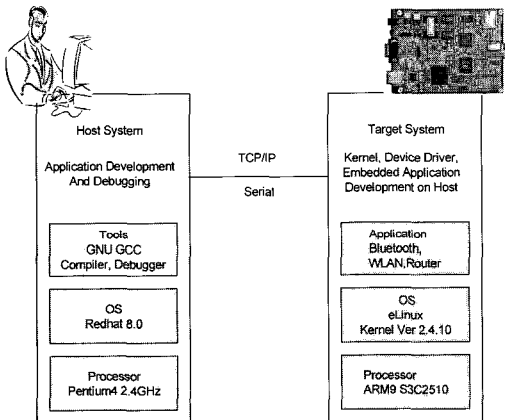 Host System
Application Development
And Debugging
Tools
GNU GCC
Compiler, Debugger
OS
Redhat 8.0
Processor
Pentium4 2.4GHz
TCP/IP
Serial
Target System
Kernel, Device Driver,
Embedded Application
Development on Host
Application
Bluetooth,
WLAN,Router
OS
eLinux
Kernel Ver 2.4.10
Processor
ARM9 S3C2510